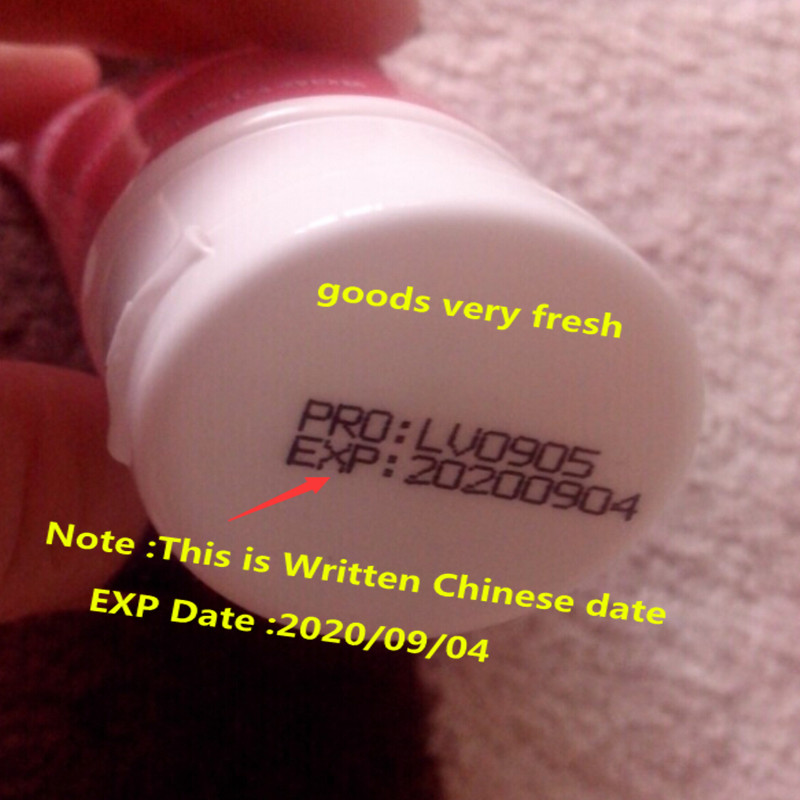 goods very fresh
PRO:LV0905
EXP:20200904
Note :This is Written Chinese date
EXP Date :2020/09/04